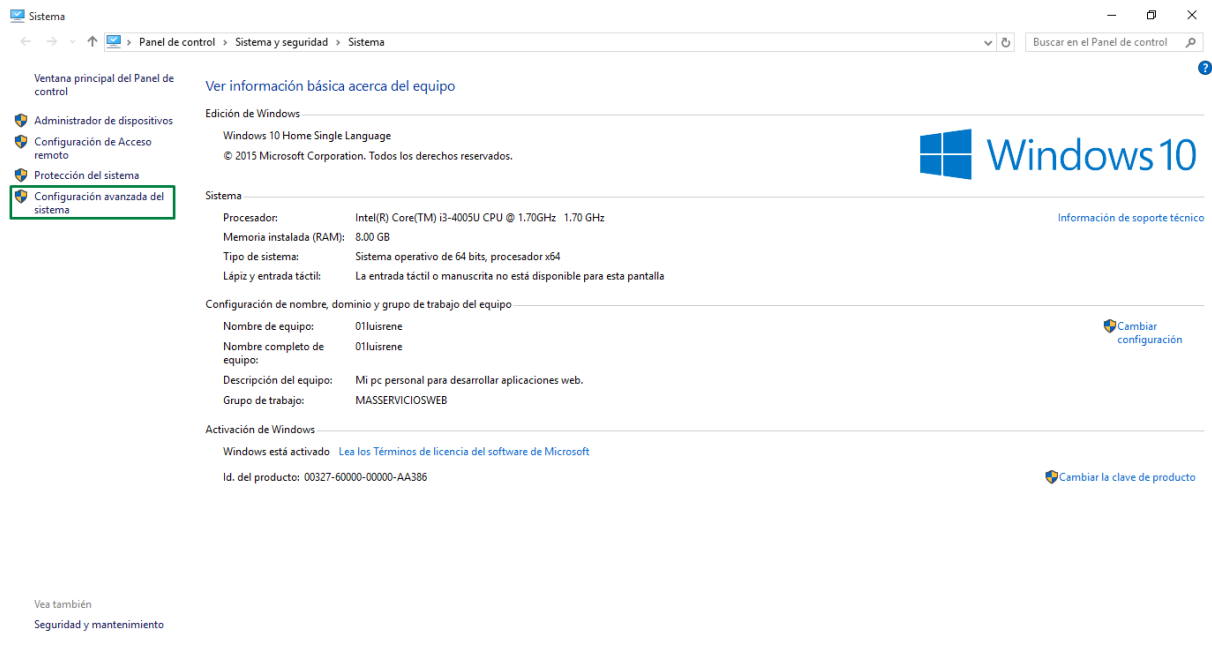 Sistema
Panel de control › Sistema y seguridad › Sistema
Buscar en el Panel de control
Ventana principal del Panel de
control
Administrador de dispositivos
Configuración de Acceso
remoto
Protección del sistema
Configuración avanzada del
sistema
Ver información básica acerca del equipo
Edición de Windows
Windows 10 Home Single Language
© 2015 Microsoft Corporation. Todos los derechos reservados.
Windows 10
Sistema
Procesador: Intel(R) Core(TM) i3-4005U CPU @ 1.70GHz 1.70 GHz
Información de soporte técnico
Memoria instalada (RAM): 8.00 GB
Tipo de sistema: Sistema operativo de 64 bits, procesador x64
Lápiz y entrada táctil: La entrada táctil o manuscrita no está disponible para esta pantalla
Configuración de nombre, dominio y grupo de trabajo del equipo
Nombre de equipo: 01luisrene
Cambiar
configuración
Nombre completo de
equipo:
01luisrene
Descripción del equipo: Mi pc personal para desarrollar aplicaciones web.
Grupo de trabajo: MASSERVICIOSWEB
Activación de Windows
Windows está activado Lea los Términos de licencia del software de Microsoft
Id. del producto: 00327-60000-00000-AA386
Cambiar la clave de producto
Vea también
Seguridad y mantenimiento